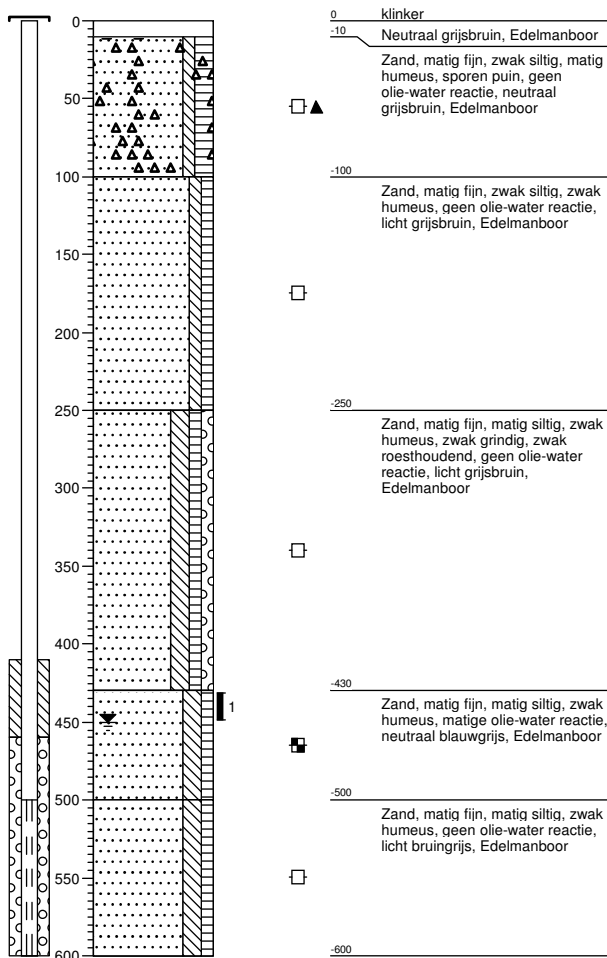 0
50
100
150
200
250
300
350
400
450
500
550
600
1
0
klinker
-10
Neutraal grijsbruin, Edelmanboor
Zand, matig fijn, zwak siltig, matig
humeus, sporen puin, geen
olie-water reactie, neutraal
grijsbruin, Edelmanboor
-100
Zand, matig fijn, zwak siltig, zwak
humeus, geen olie-water reactie,
licht grijsbruin, Edelmanboor
-250
Zand, matig fijn, matig siltig, zwak
humeus, zwak grindig, zwak
roesthoudend, geen olie-water
reactie, licht grijsbruin,
Edelmanboor
-430
Zand, matig fijn, matig siltig, zwak
humeus, matige olie-water reactie,
neutraal blauwgrijs, Edelmanboor
-500
Zand, matig fijn, matig siltig, zwak
humeus, geen olie-water reactie,
licht bruingrijs, Edelmanboor
-600